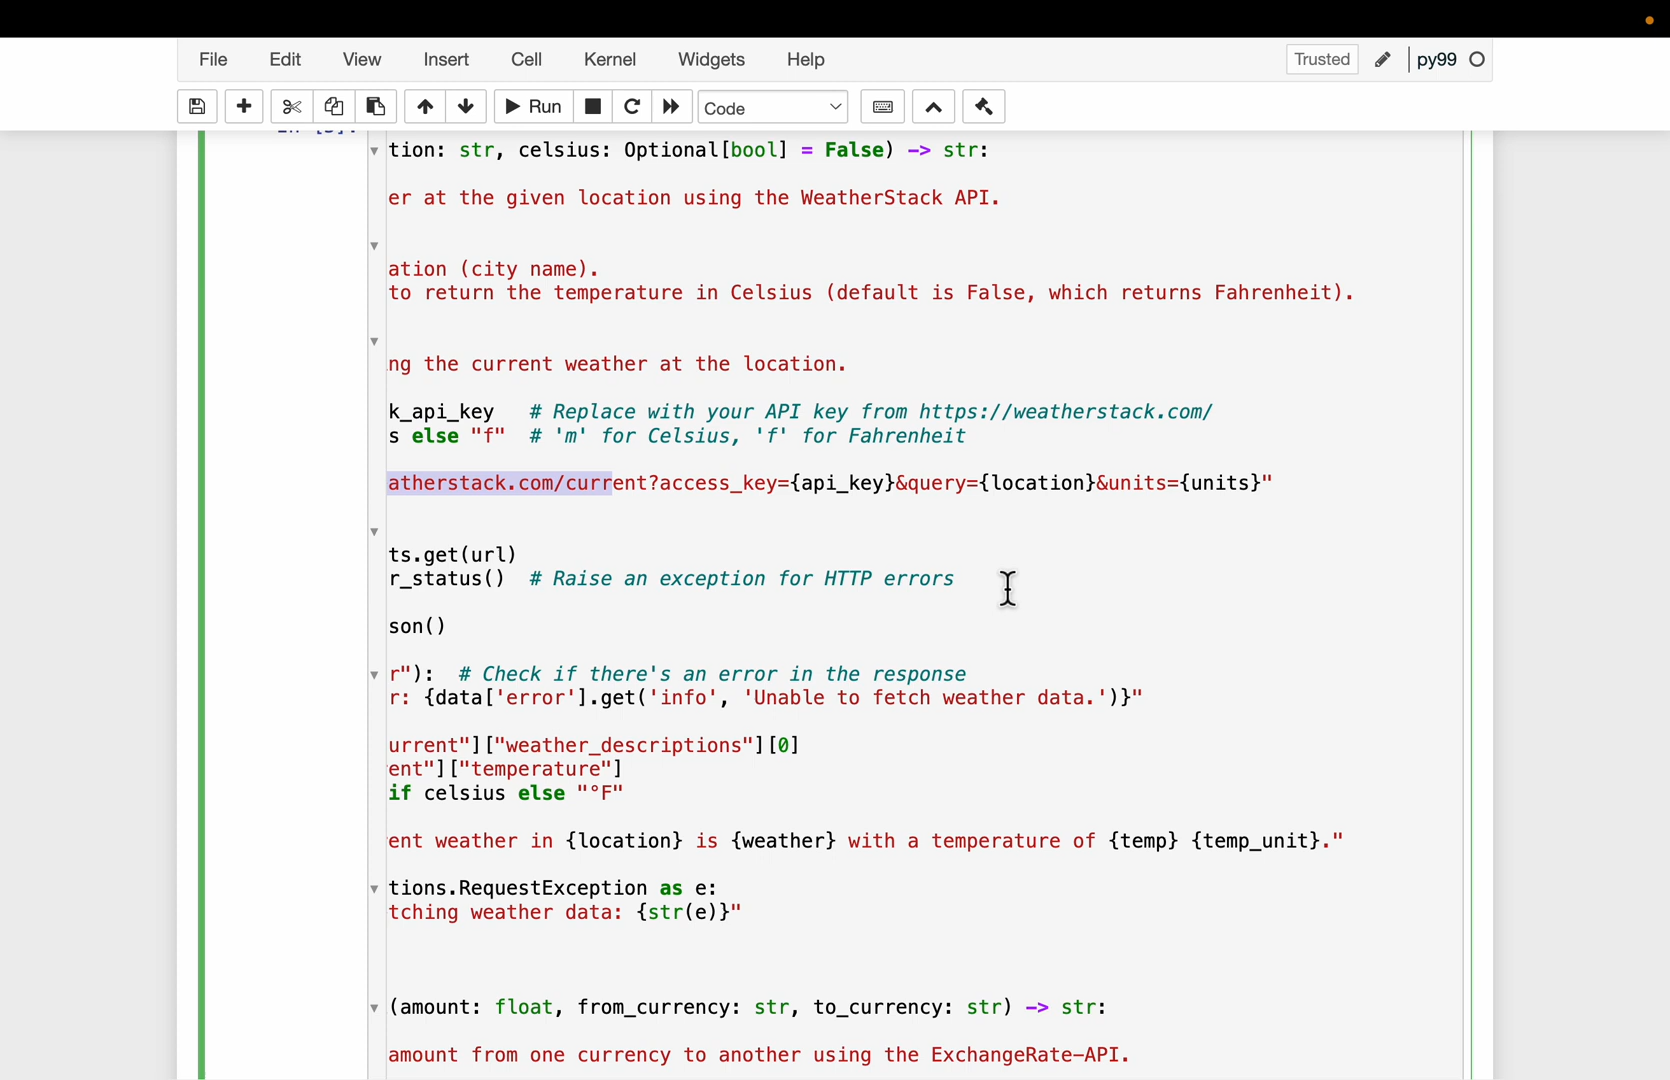 File Edit View Insert Cell Kernel Widgets Help Trusted py99
Run Code
tion: str, celsius: Optional[bool] = False) -> str:
er at the given location using the WeatherStack API.
ation (city name).
to return the temperature in Celsius (default is False, which returns Fahrenheit).
ng the current weather at the location.
k_api_key # Replace with your API key from https://weatherstack.com/
s else "f" # 'm' for Celsius, 'f' for Fahrenheit
atherstack.com/current?access_key={api_key}&query={location}&units={units}"
ts.get(url)
r_status() # Raise an exception for HTTP errors
son()
r"): # Check if there's an error in the response
r: {data['error'].get('info', 'Unable to fetch weather data.')}"
urrent"]["weather_descriptions"][0]
ent"]["temperature"]
if celsius else "°F"
ent weather in {location} is {weather} with a temperature of {temp} {temp_unit}."
tions.RequestException as e:
tching weather data: {str(e)}"
(amount: float, from_currency: str, to_currency: str) -> str:
amount from one currency to another using the ExchangeRate-API.